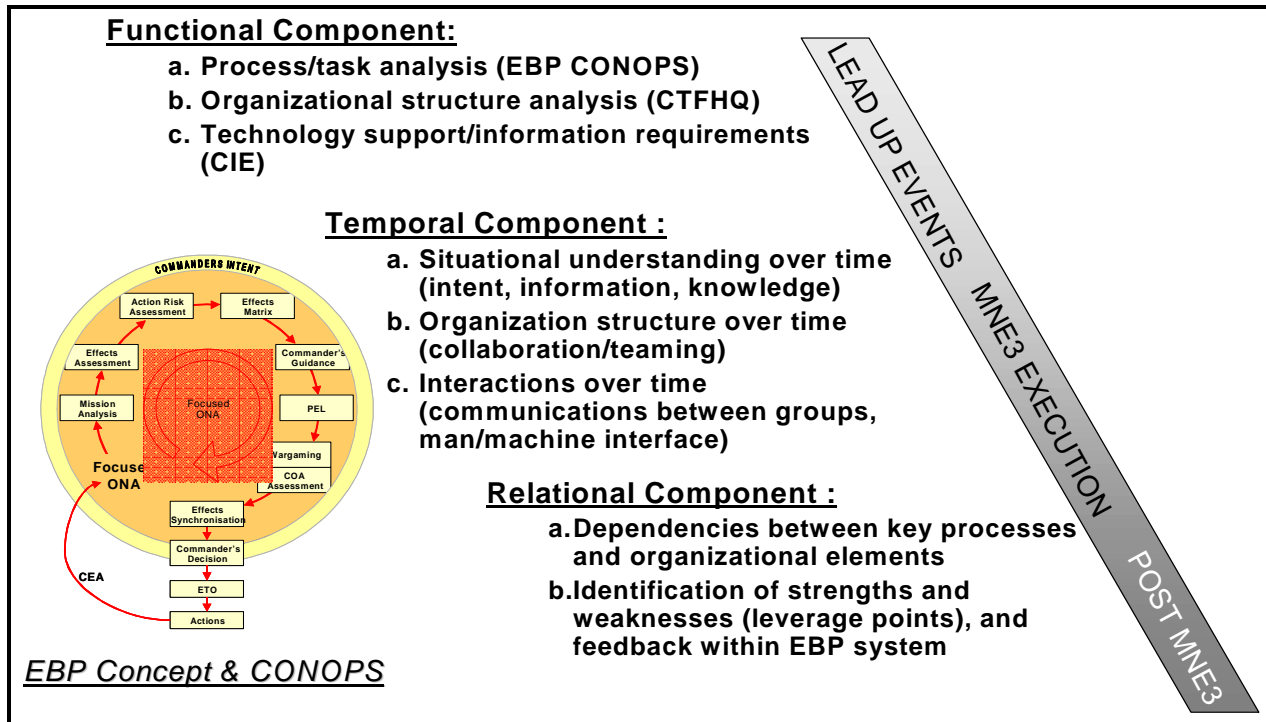 Functional Component:
a. Process/task analysis (EBP CONOPS)
b. Organizational structure analysis (CTFHQ)
c. Technology support/information requirements
(CIE)
Temporal Component :
a. Situational understanding over time
(intent, information, knowledge)
b. Organization structure over time
(collaboration/teaming)
c. Interactions over time
(communications between groups,
man/machine interface)
Relational Component :
a.Dependencies between key processes
and organizational elements
b.Identification of strengths and
weaknesses (leverage points), and
feedback within EBP system
LEAD UP EVENTS
MNE3 EXECUTION
POST MNE3
COMMANDERS INTENT
Action Risk
Assessment
Effects
Matrix
Effects
Assessment
Commander's
Guidance
Mission
Analysis
Focused
ONA
PEL
Wargaming
COA
Assessment
Focuse
ONA
Effects
Synchronisation
Commander's
Decision
CEA
ETO
Actions
EBP Concept & CONOPS